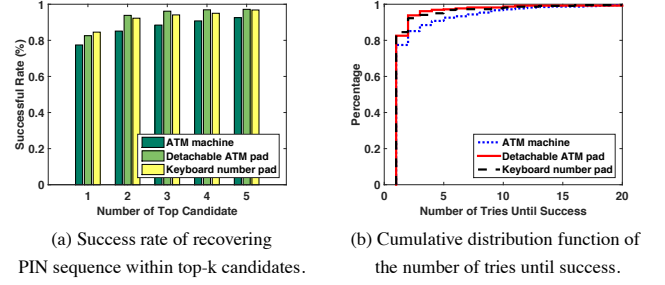 Successful Rate (%)
1
0.8
0.6
0.4
0.2
0
1 2 3 4 5
Number of Top Candidate
ATM machine
Detachable ATM pad
Keyboard number pad
(a) Success rate of recovering
PIN sequence within top-k candidates.
Percentage
1
0.8
0.6
0.4
0.2
0
0 5 10 15 20
Number of Tries Until Success
ATM machine
Detachable ATM pad
Keyboard number pad
(b) Cumulative distribution function of
the number of tries until success.